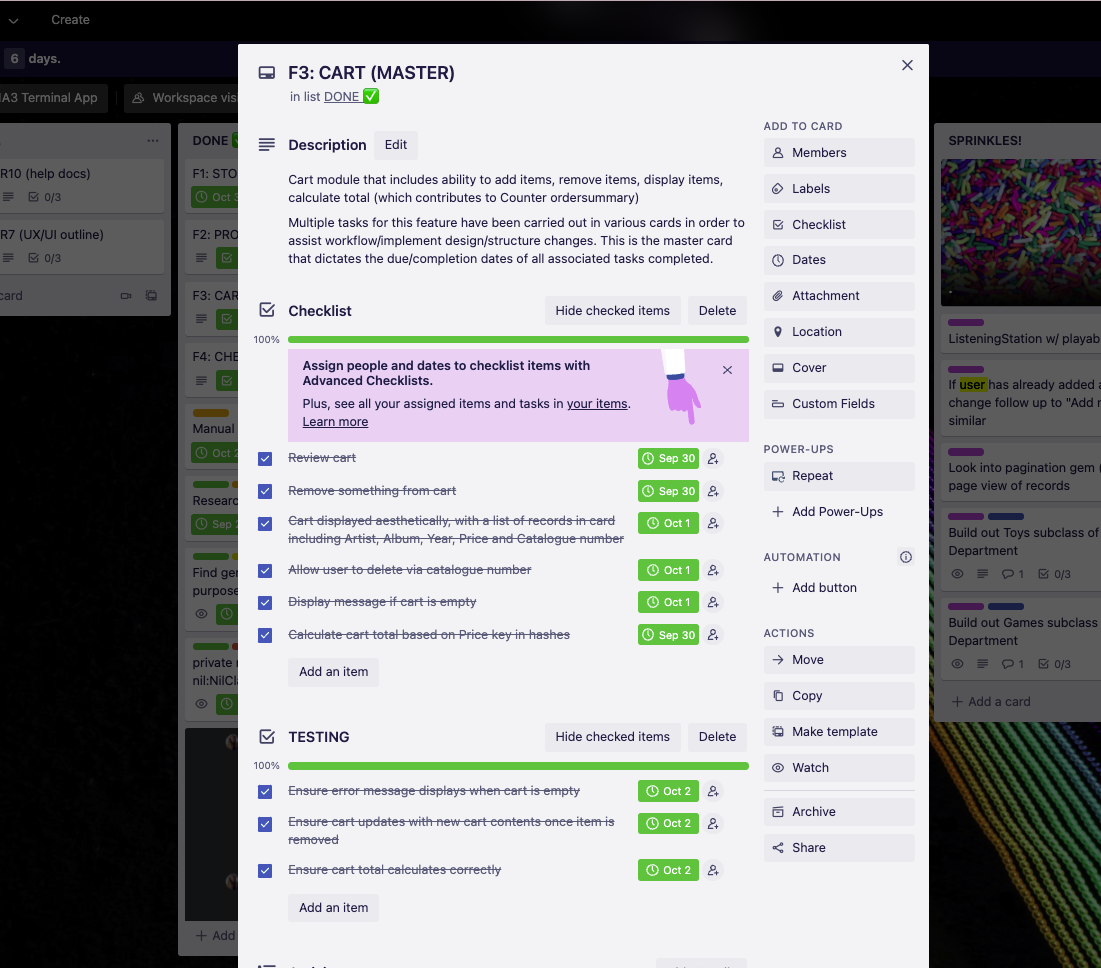 Create
6 days.
A3 Terminal App
Workspace visi
R10 (help docs)
0/3
R7 (UX/UI outline)
0/3
card
DONE
F1: STO
Oct
F2: PRO
F3: CAR
F4: CHE
Manual
Oct 2
Researc
Sep 2
Find ge
purpose
private
nil:NilCla
Add
F3: CART (MASTER)
in list DONE ✅
Description
Edit
Cart module that includes ability to add items, remove items, display items,
calculate total (which contributes to Counter ordersummary)
Multiple tasks for this feature have been carried out in various cards in order to
assist workflow/implement design/structure changes. This is the master card
that dictates the due/completion dates of all associated tasks completed.
Checklist
Hide checked items
Delete
100%
Assign people and dates to checklist items with
Advanced Checklists.
Plus, see all your assigned items and tasks in your items.
Learn more
Review cart
Sep 30
Remove something from cart
Sep 30
Cart displayed aesthetically, with a list of records in card
including Artist, Album, Year, Price and Catalogue number
Oct 1
Allow user to delete via catalogue number
Oct 1
Display message if cart is empty
Oct 1
Calculate cart total based on Price key in hashes
Sep 30
Add an item
TESTING
Hide checked items
Delete
100%
Ensure error message displays when cart is empty
Oct 2
Ensure cart updates with new cart contents once item is
removed
Oct 2
Ensure cart total calculates correctly
Oct 2
Add an item
ADD TO CARD
Members
Labels
Checklist
Dates
Attachment
Location
Cover
Custom Fields
POWER-UPS
Repeat
Add Power-Ups
AUTOMATION
Add button
ACTIONS
Move
Copy
Make template
Watch
Archive
Share
SPRINKLES!
ListeningStation w/ playab
If user has already added a
change follow up to "Add
similar
Look into pagination gem (
page view of records
Build out Toys subclass of
Department
1
0/3
Build out Games subclass
Department
1
0/3
Add a card